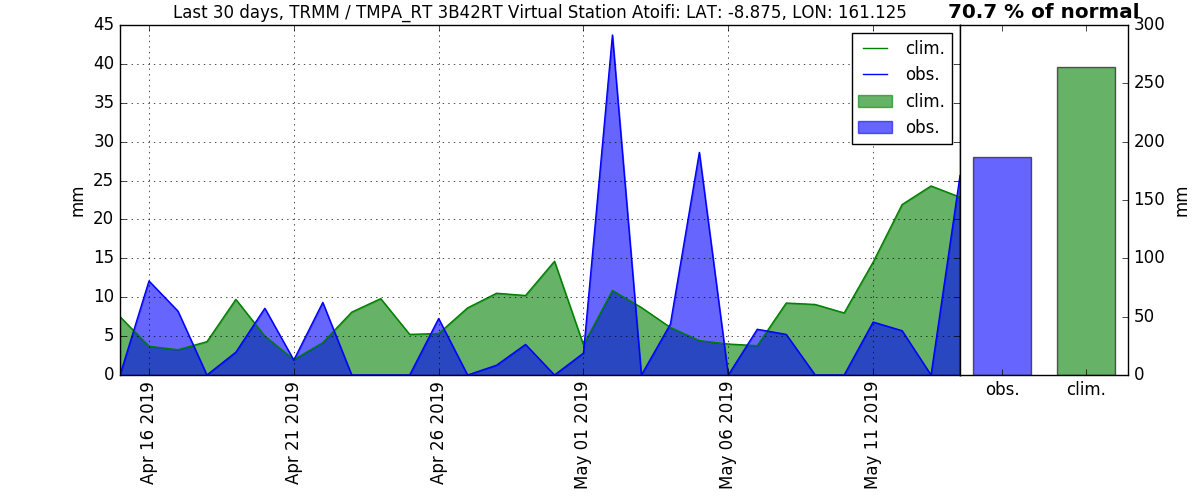 Last 30 days, TRMM / TMPA_RT 3B42RT Virtual Station Atoifi: LAT: -8.875, LON: 161.125
70.7 % of normal
45
40
35
30
25
20
15
10
5
0
mm
clim.
obs.
clim.
obs.
Apr 16 2019
Apr 21 2019
Apr 26 2019
May 01 2019
May 06 2019
May 11 2019
300
250
200
150
100
50
0
mm
obs.
clim.